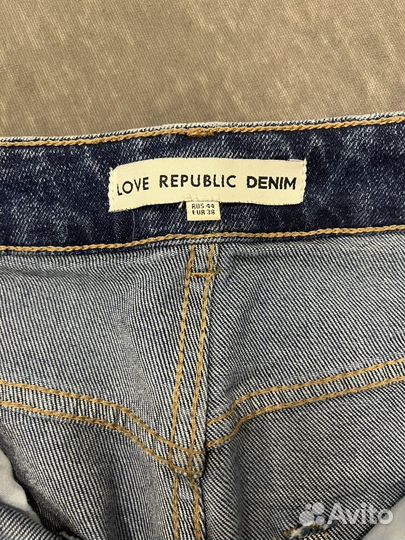 LOVE REPUBLIC DENIM
RUS 44
EUR 38
Avito